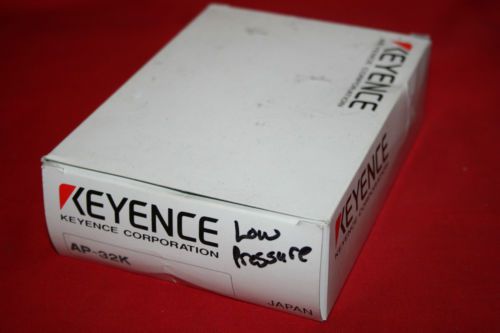 KEYENCE
KEYENCE CORPORATION
KEYENCE
KEYENCE CORPORATION
Low
Pressure
AP-32K
JAPAN
KEYENCE
KEYENCE CORPORATION